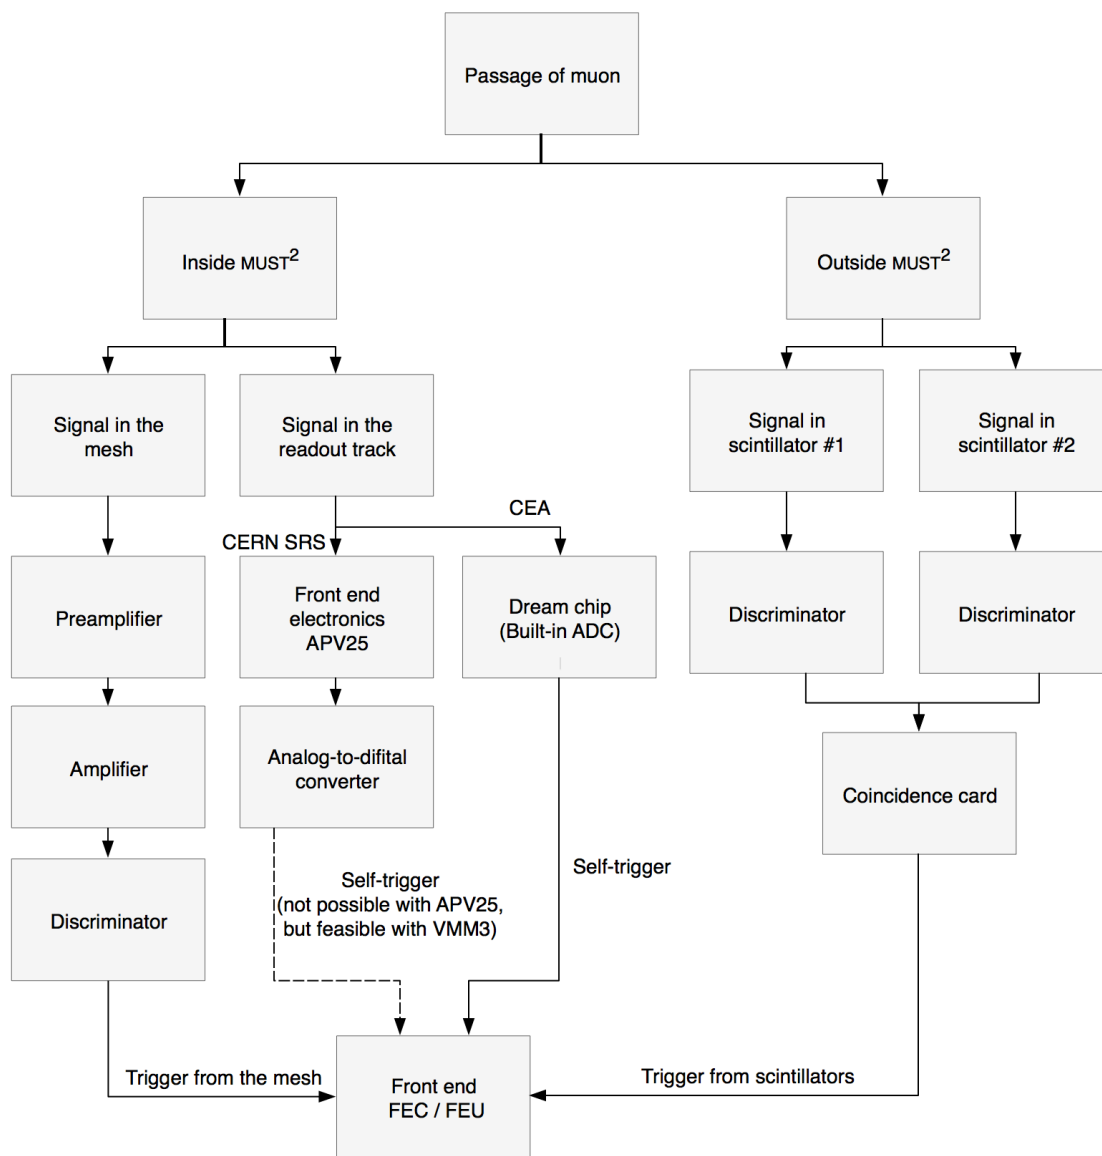 Passage of muon
Inside MUST²
Outside MUST²
Signal in the
mesh
Signal in the
readout track
Signal in
scintillator #1
Signal in
scintillator #2
CEA
CERN SRS
Preamplifier
Front end
electronics
APV25
Dream chip
(Built-in ADC)
Discriminator
Discriminator
Amplifier
Analog-to-difital
converter
Coincidence card
Self-trigger
(not possible with APV25,
but feasible with VMM3)
Self-trigger
Discriminator
Trigger from the mesh
Trigger from scintillators
Front end
FEC / FEU